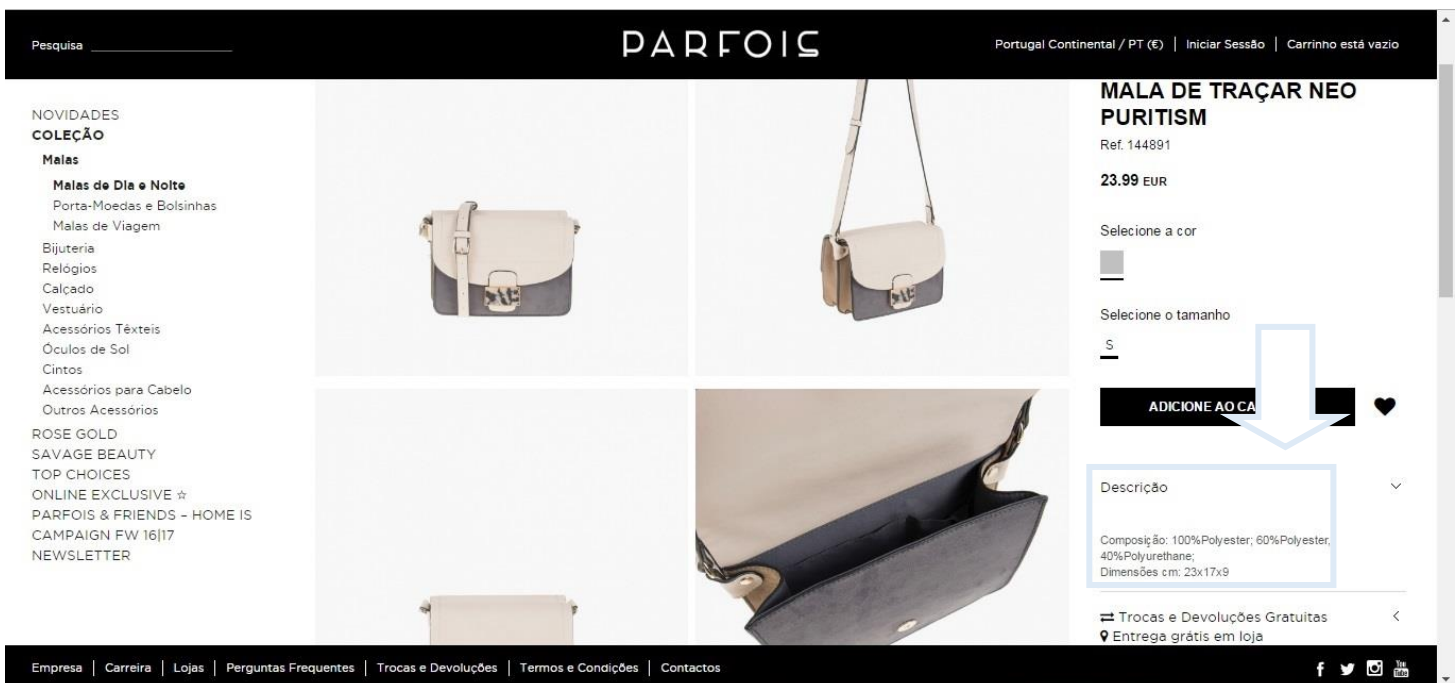 Pesquisa
PARFOIS
Portugal Continental / PT (€) | Iniciar Sessão | Carrinho está vazio
NOVIDADES
COLEÇÃO
Malas
Malas de Dia e Noite
Porta-Moedas e Bolsinhas
Malas de Viagem
Bijuteria
Relógios
Calçado
Vestuário
Acessórios Têxteis
Óculos de Sol
Cintos
Acessórios para Cabelo
Outros Acessórios
ROSE GOLD
SAVAGE BEAUTY
TOP CHOICES
ONLINE EXCLUSIVE ☆
PARFOIS & FRIENDS – HOME IS
CAMPAIGN FW 16|17
NEWSLETTER
MALA DE TRAÇAR NEO
PURITISM
Ref. 144891
23.99 EUR
Selecione a cor
Selecione o tamanho
S
ADICIONE AO CA
Descrição
Composição: 100%Polyester; 60%Polyester,
40%Polyurethane;
Dimensões cm: 23x17x9
Trocas e Devoluções Gratuitas
Entrega grátis em loja
Empresa | Carreira | Lojas | Perguntas Frequentes | Trocas e Devoluções | Termos e Condições | Contactos
You
Tube